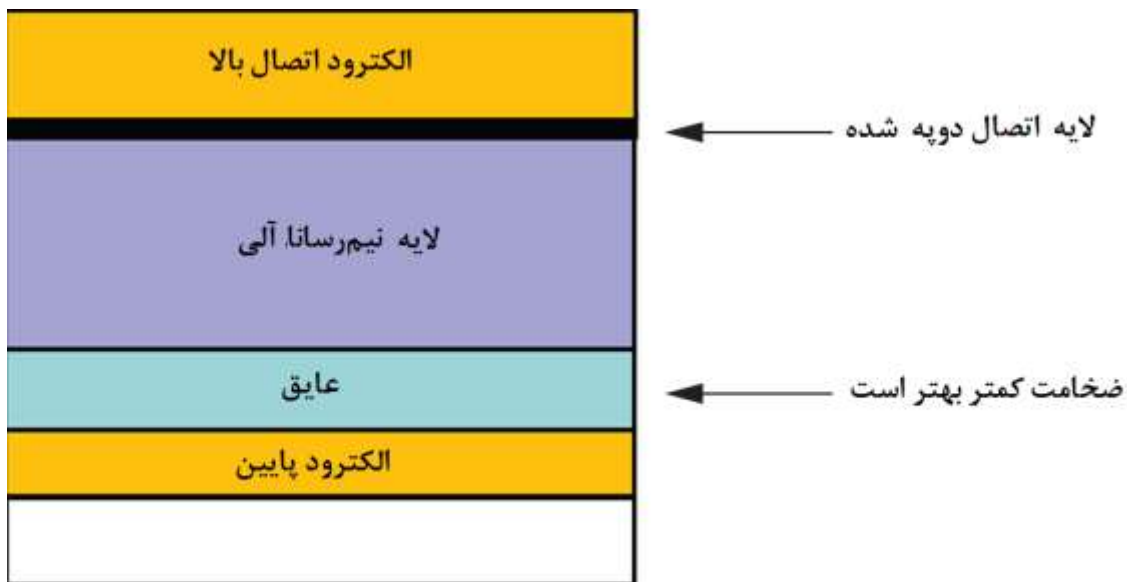 الکترود اتصال بالا
لایه اتصال دوپه شده
لایه نیم‌رسانا آلی
عایق
ضخامت کمتر بهتر است
الکترود پایین